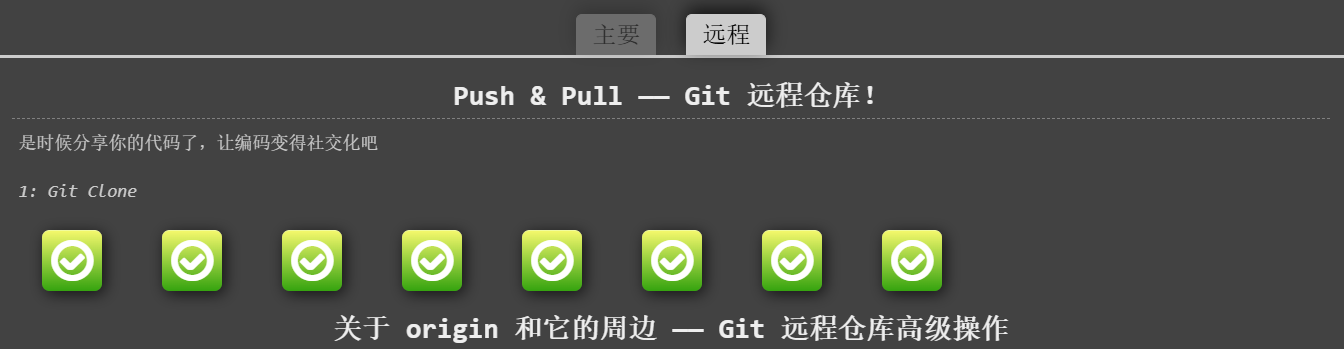 主要 远程
Push & Pull —— Git 远程仓库!
是时候分享你的代码了，让编码变得社交化吧
1: Git Clone
关于 origin 和它的周边 —— Git 远程仓库高级操作